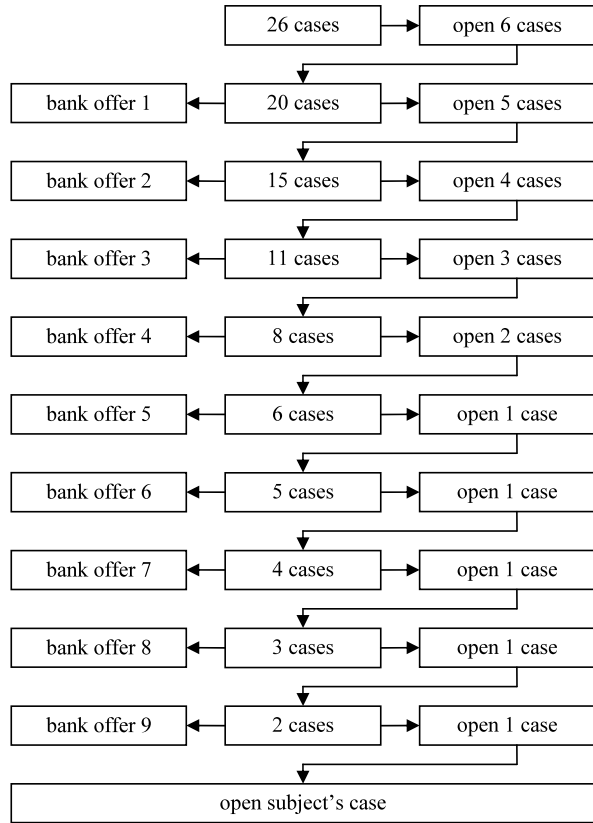 26 cases
open 6 cases
bank offer 1
20 cases
open 5 cases
bank offer 2
15 cases
open 4 cases
bank offer 3
11 cases
open 3 cases
bank offer 4
8 cases
open 2 cases
bank offer 5
6 cases
open 1 case
bank offer 6
5 cases
open 1 case
bank offer 7
4 cases
open 1 case
bank offer 8
3 cases
open 1 case
bank offer 9
2 cases
open 1 case
open subject's case